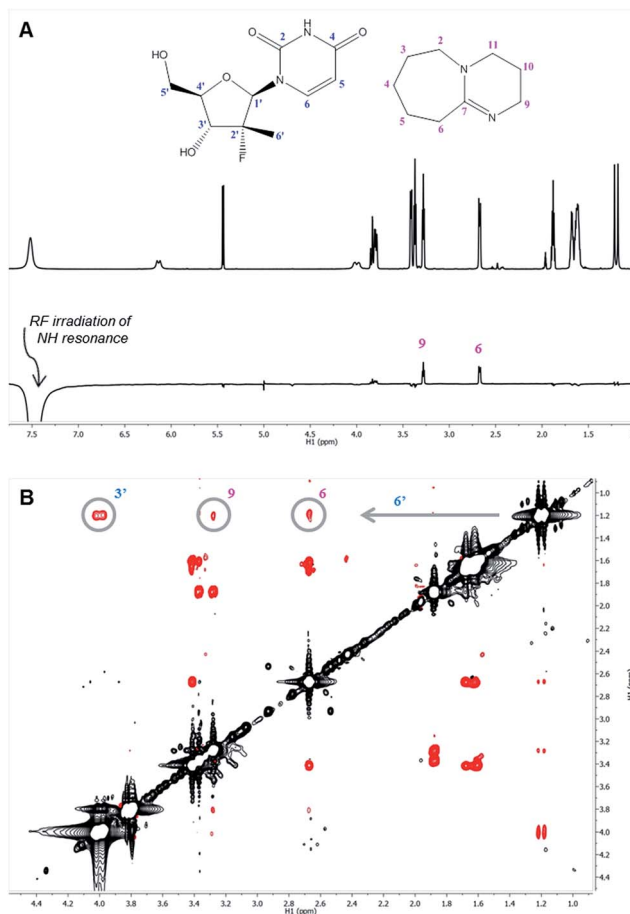 A
O
2
NH
4
O
HO
5'
4'
O
1'
N
6
5
3'
2'
6'
HO
F
2
11
3
10
N
4
5
6
7
N
9
RF irradiation of
NH resonance
9
6
7.5 7.0 6.5 6.0 5.5 5.0 4.5 4.0 3.5 3.0 2.5 2.0 1.5
H1 (ppm)
B
3’ 9 6 6’
1.0
1.2
1.4
1.6
1.8
2.0
2.2
2.4
2.6
2.8
3.0
3.2
3.4
3.6
3.8
4.0
4.2
4.4
H1 (ppm)
4.4 4.2 4.0 3.8 3.6 3.4 3.2 3.0 2.8 2.6 2.4 2.2 2.0 1.8 1.6 1.4 1.2 1.0
H1 (ppm)